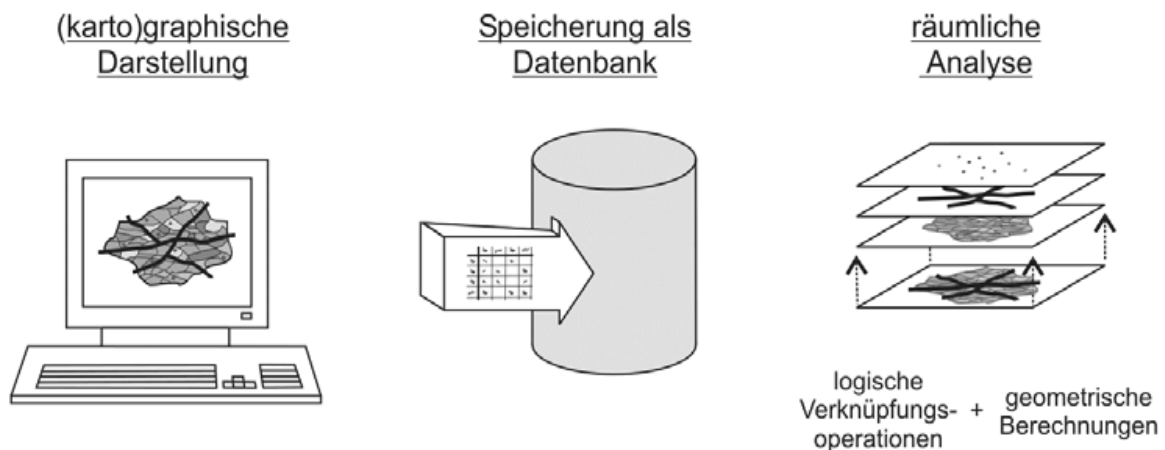 (karto)graphische
Darstellung
Speicherung als
Datenbank
räumliche
Analyse
logische
Verknüpfungs-
operationen
+
geometrische
Berechnungen